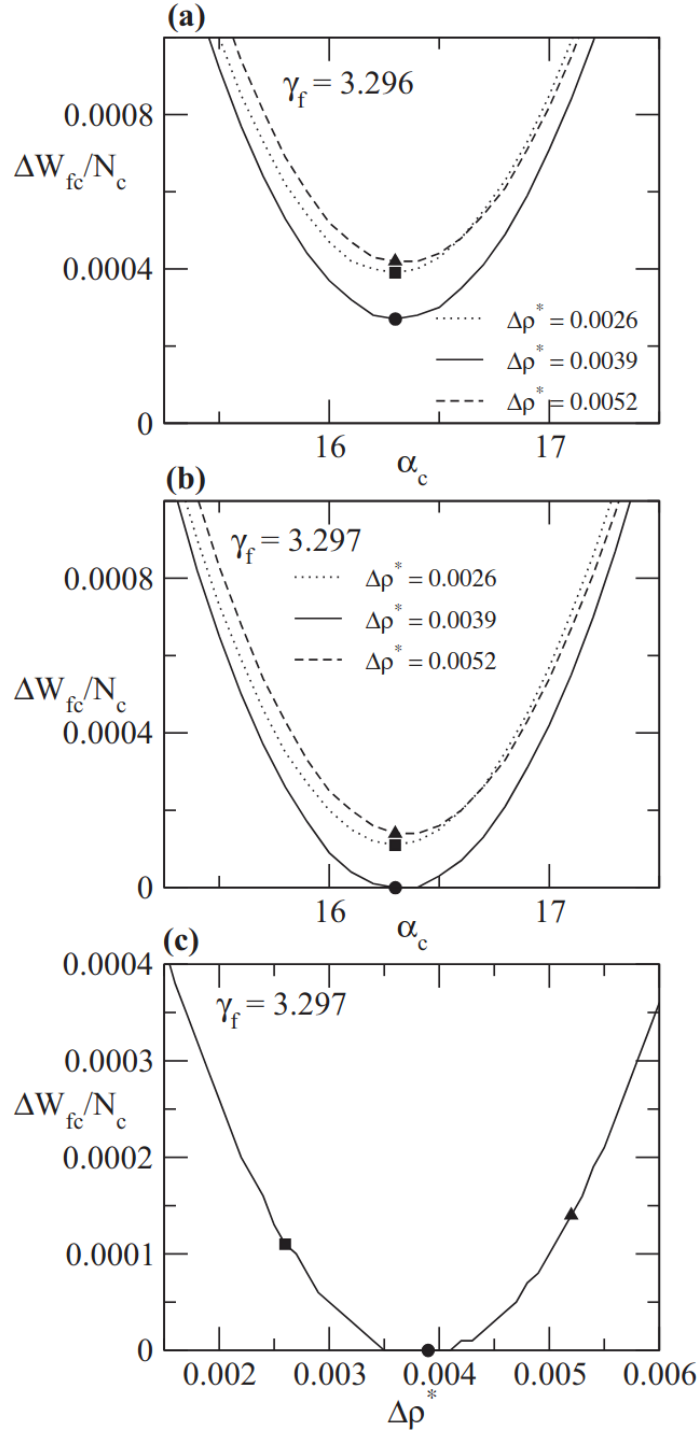 (a)
γf = 3.296
0.0008
ΔWfc/Nc
0.0004
Δρ* = 0.0026
Δρ* = 0.0039
Δρ* = 0.0052
0
16
αc
17
(b)
γf = 3.297
0.0008
Δρ* = 0.0026
Δρ* = 0.0039
Δρ* = 0.0052
ΔWfc/Nc
0.0004
0
16
αc
17
(c)
0.0004
γf = 3.297
0.0003
ΔWfc/Nc
0.0002
0.0001
0
0.002 0.003 0.004 0.005 0.006
Δρ*